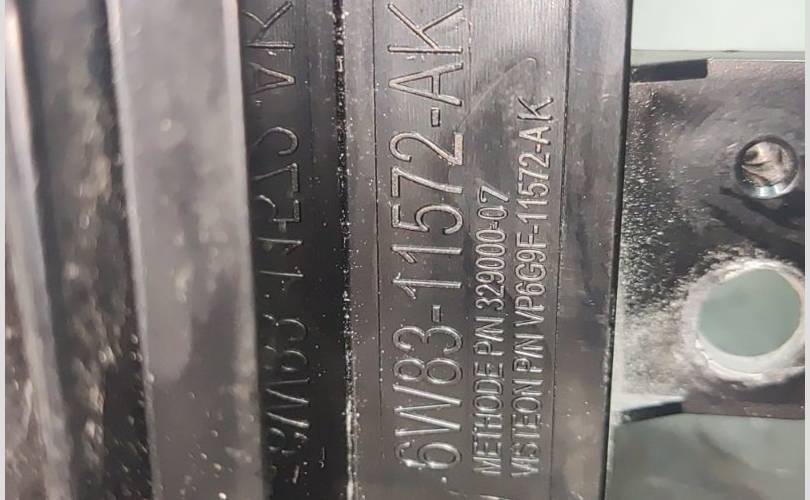 6W83-11572-AK
METHODE P/N 329000-07
VISTEON P/N VP6G9F-11572-AK